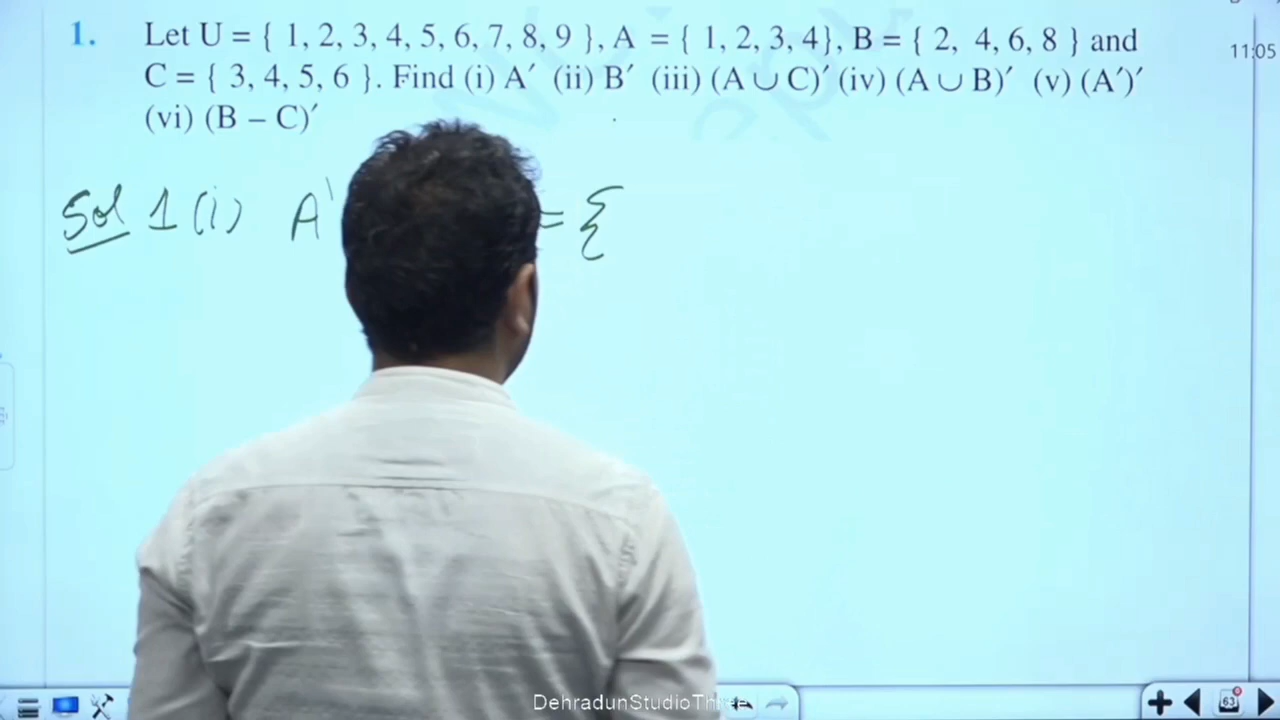 1. Let U = { 1, 2, 3, 4, 5, 6, 7, 8, 9 }, A = { 1, 2, 3, 4}, B = { 2, 4, 6, 8 } and
C = { 3, 4, 5, 6 }. Find (i) A′ (ii) B′ (iii) (A ∪ C)′ (iv) (A ∪ B)′ (v) (A′)′
(vi) (B – C)′
11:05
Sol 1 (i) A' = {
63
DehradunStudioThree